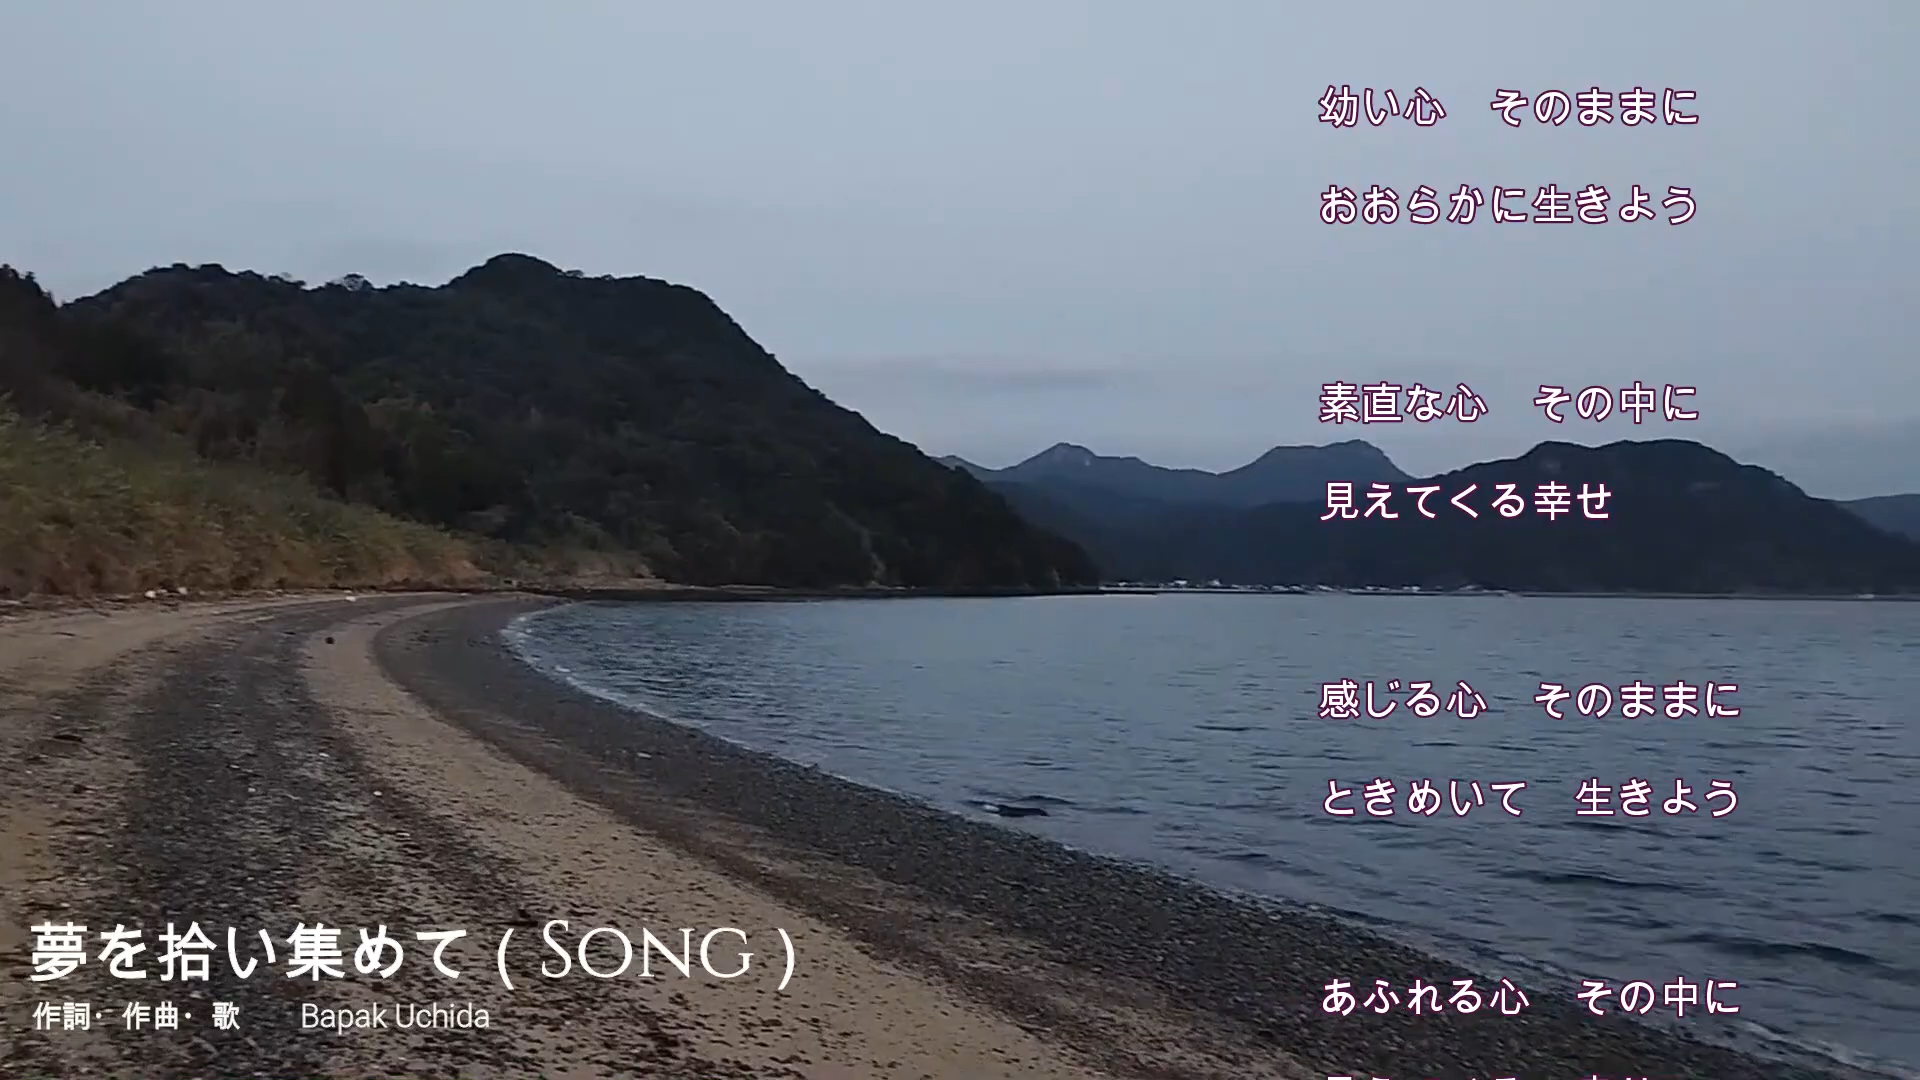 幼い心　そのままに
おおらかに生きよう
素直な心　その中に
見えてくる幸せ
感じる心　そのままに
ときめいて　生きよう
あふれる心　その中に
夢を拾い集めて ( SONG )
作詞・作曲・歌　　Bapak Uchida